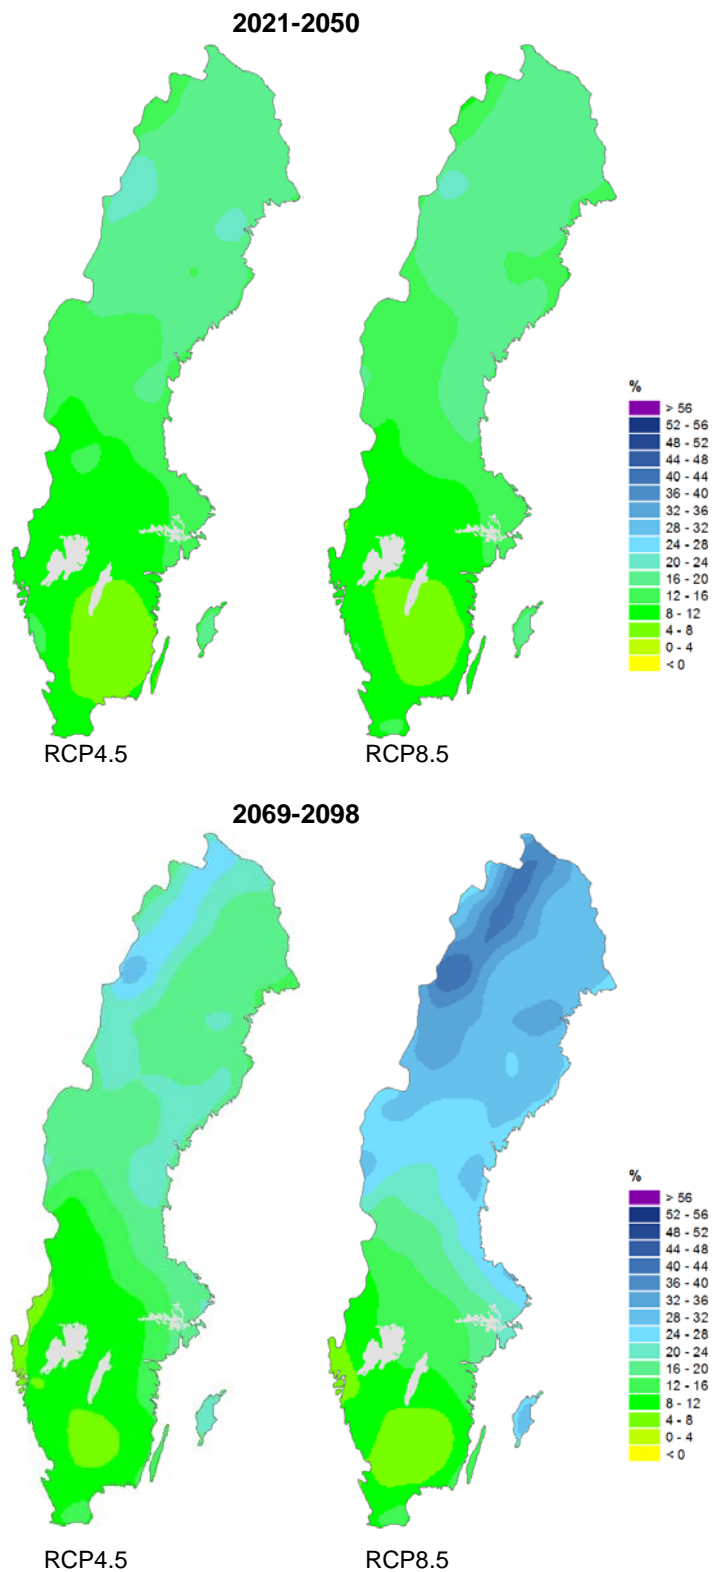 2021-2050
%
> 56
52 - 56
48 - 52
44 - 48
40 - 44
36 - 40
32 - 36
28 - 32
24 - 28
20 - 24
16 - 20
12 - 16
8 - 12
4 - 8
0 - 4
< 0
RCP4.5
RCP8.5
2069-2098
%
> 56
52 - 56
48 - 52
44 - 48
40 - 44
36 - 40
32 - 36
28 - 32
24 - 28
20 - 24
16 - 20
12 - 16
8 - 12
4 - 8
0 - 4
< 0
RCP4.5
RCP8.5